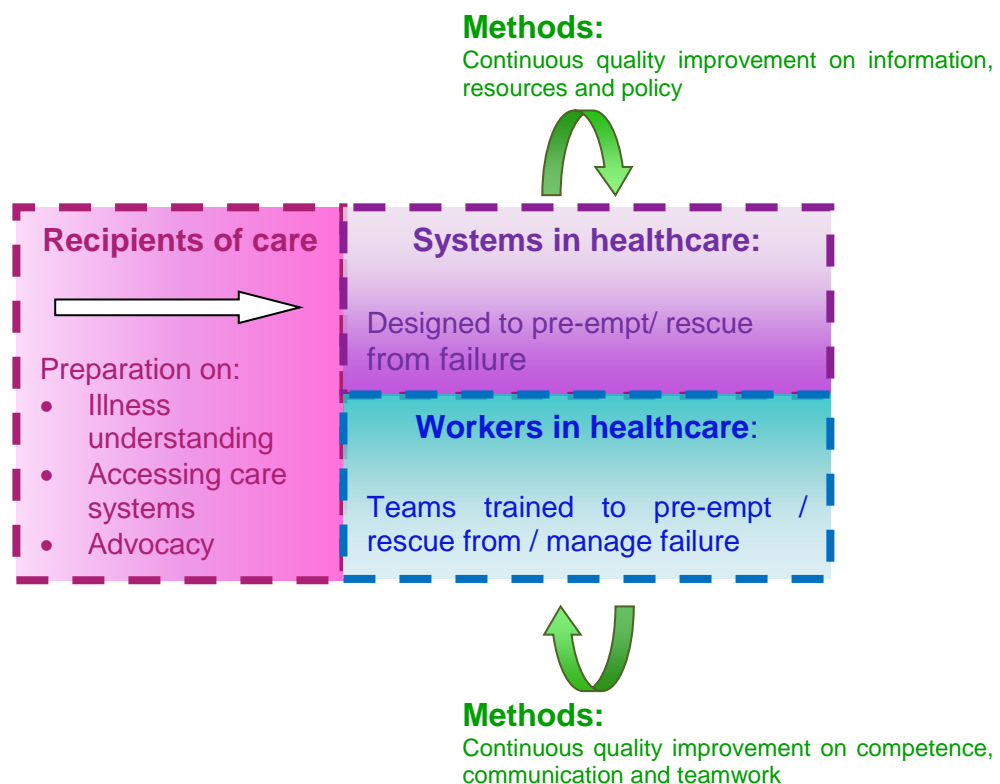 Methods:
Continuous quality improvement on information,
resources and policy
Recipients of care
Preparation on:
• Illness
understanding
• Accessing care
systems
• Advocacy
Systems in healthcare:
Designed to pre-empt/ rescue
from failure
Workers in healthcare:
Teams trained to pre-empt /
rescue from / manage failure
Methods:
Continuous quality improvement on competence,
communication and teamwork